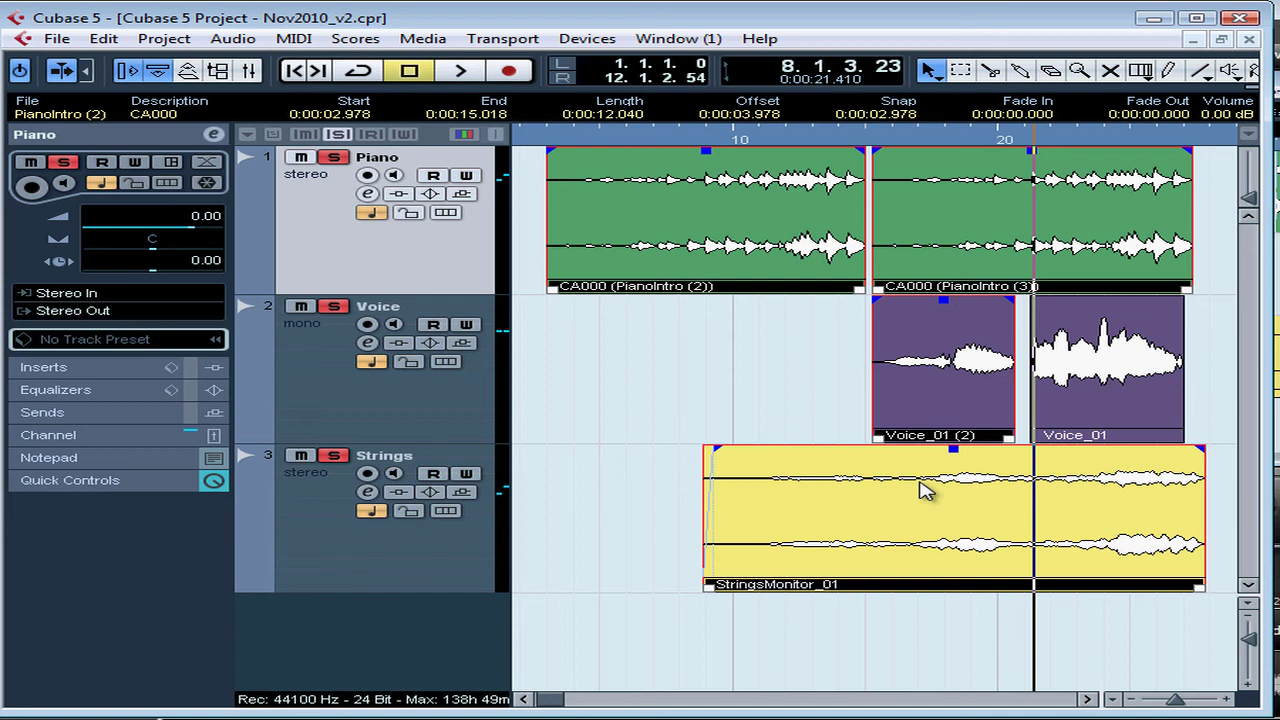 Cubase 5 - [Cubase 5 Project - Nov2010_v2.cpr]
File Edit Project Audio MIDI Scores Media Transport Devices Window (1) Help
L 1. 1. 1. 0
R 12. 1. 2. 54
8. 1. 3. 23
0:00:21.410
File Description Start End Length Offset Snap Fade In Fade Out Volume
PianoIntro (2) CA000 0:00:02.978 0:00:15.018 0:00:12.040 0:00:03.978 0:00:02.978 0:00:00.000 0:00:00.000 0.00 dB
Piano e
M S R W
0.00
C
0.00
Stereo In
Stereo Out
No Track Preset
Inserts
Equalizers
Sends
Channel
Notepad
Quick Controls
M S R W
10 20
1 M S Piano
stereo R W
e
CA000 (PianoIntro (2))
CA000 (PianoIntro (3))
2 M S Voice
mono R W
e
Voice_01 (2)
Voice_01
3 M S Strings
stereo R W
e
StringsMonitor_01
Rec: 44100 Hz - 24 Bit - Max: 138h 49m